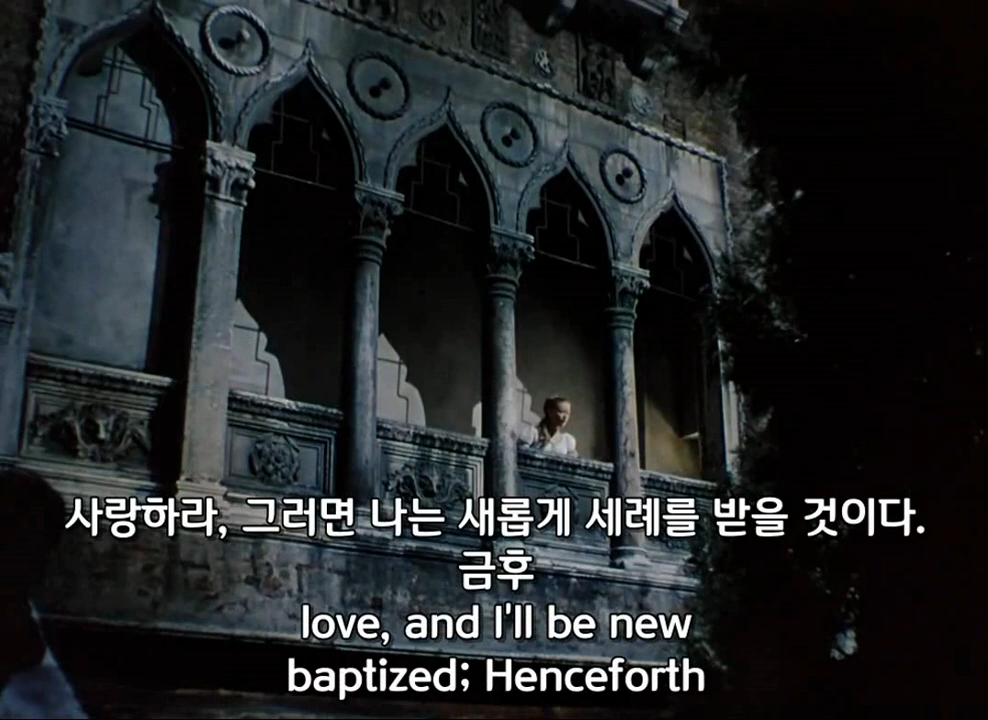 사랑하라, 그러면 나는 새롭게 세례를 받을 것이다.
금후
love, and I'll be new
baptized; Henceforth